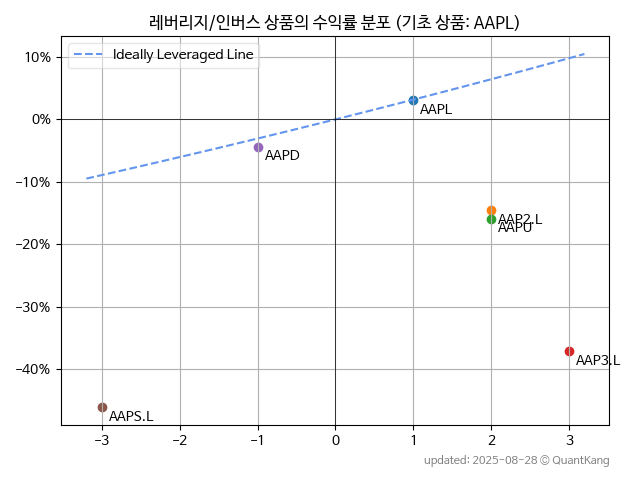 레버리지/인버스 상품의 수익률 분포 (기초 상품: AAPL)
Ideally Leveraged Line
10%
0%
−10%
−20%
−30%
−40%
AAPL
AAPD
AAP2.L
AAPU
AAP3.L
AAPS.L
−3 −2 −1 0 1 2 3
updated: 2025-08-28 © QuantKang